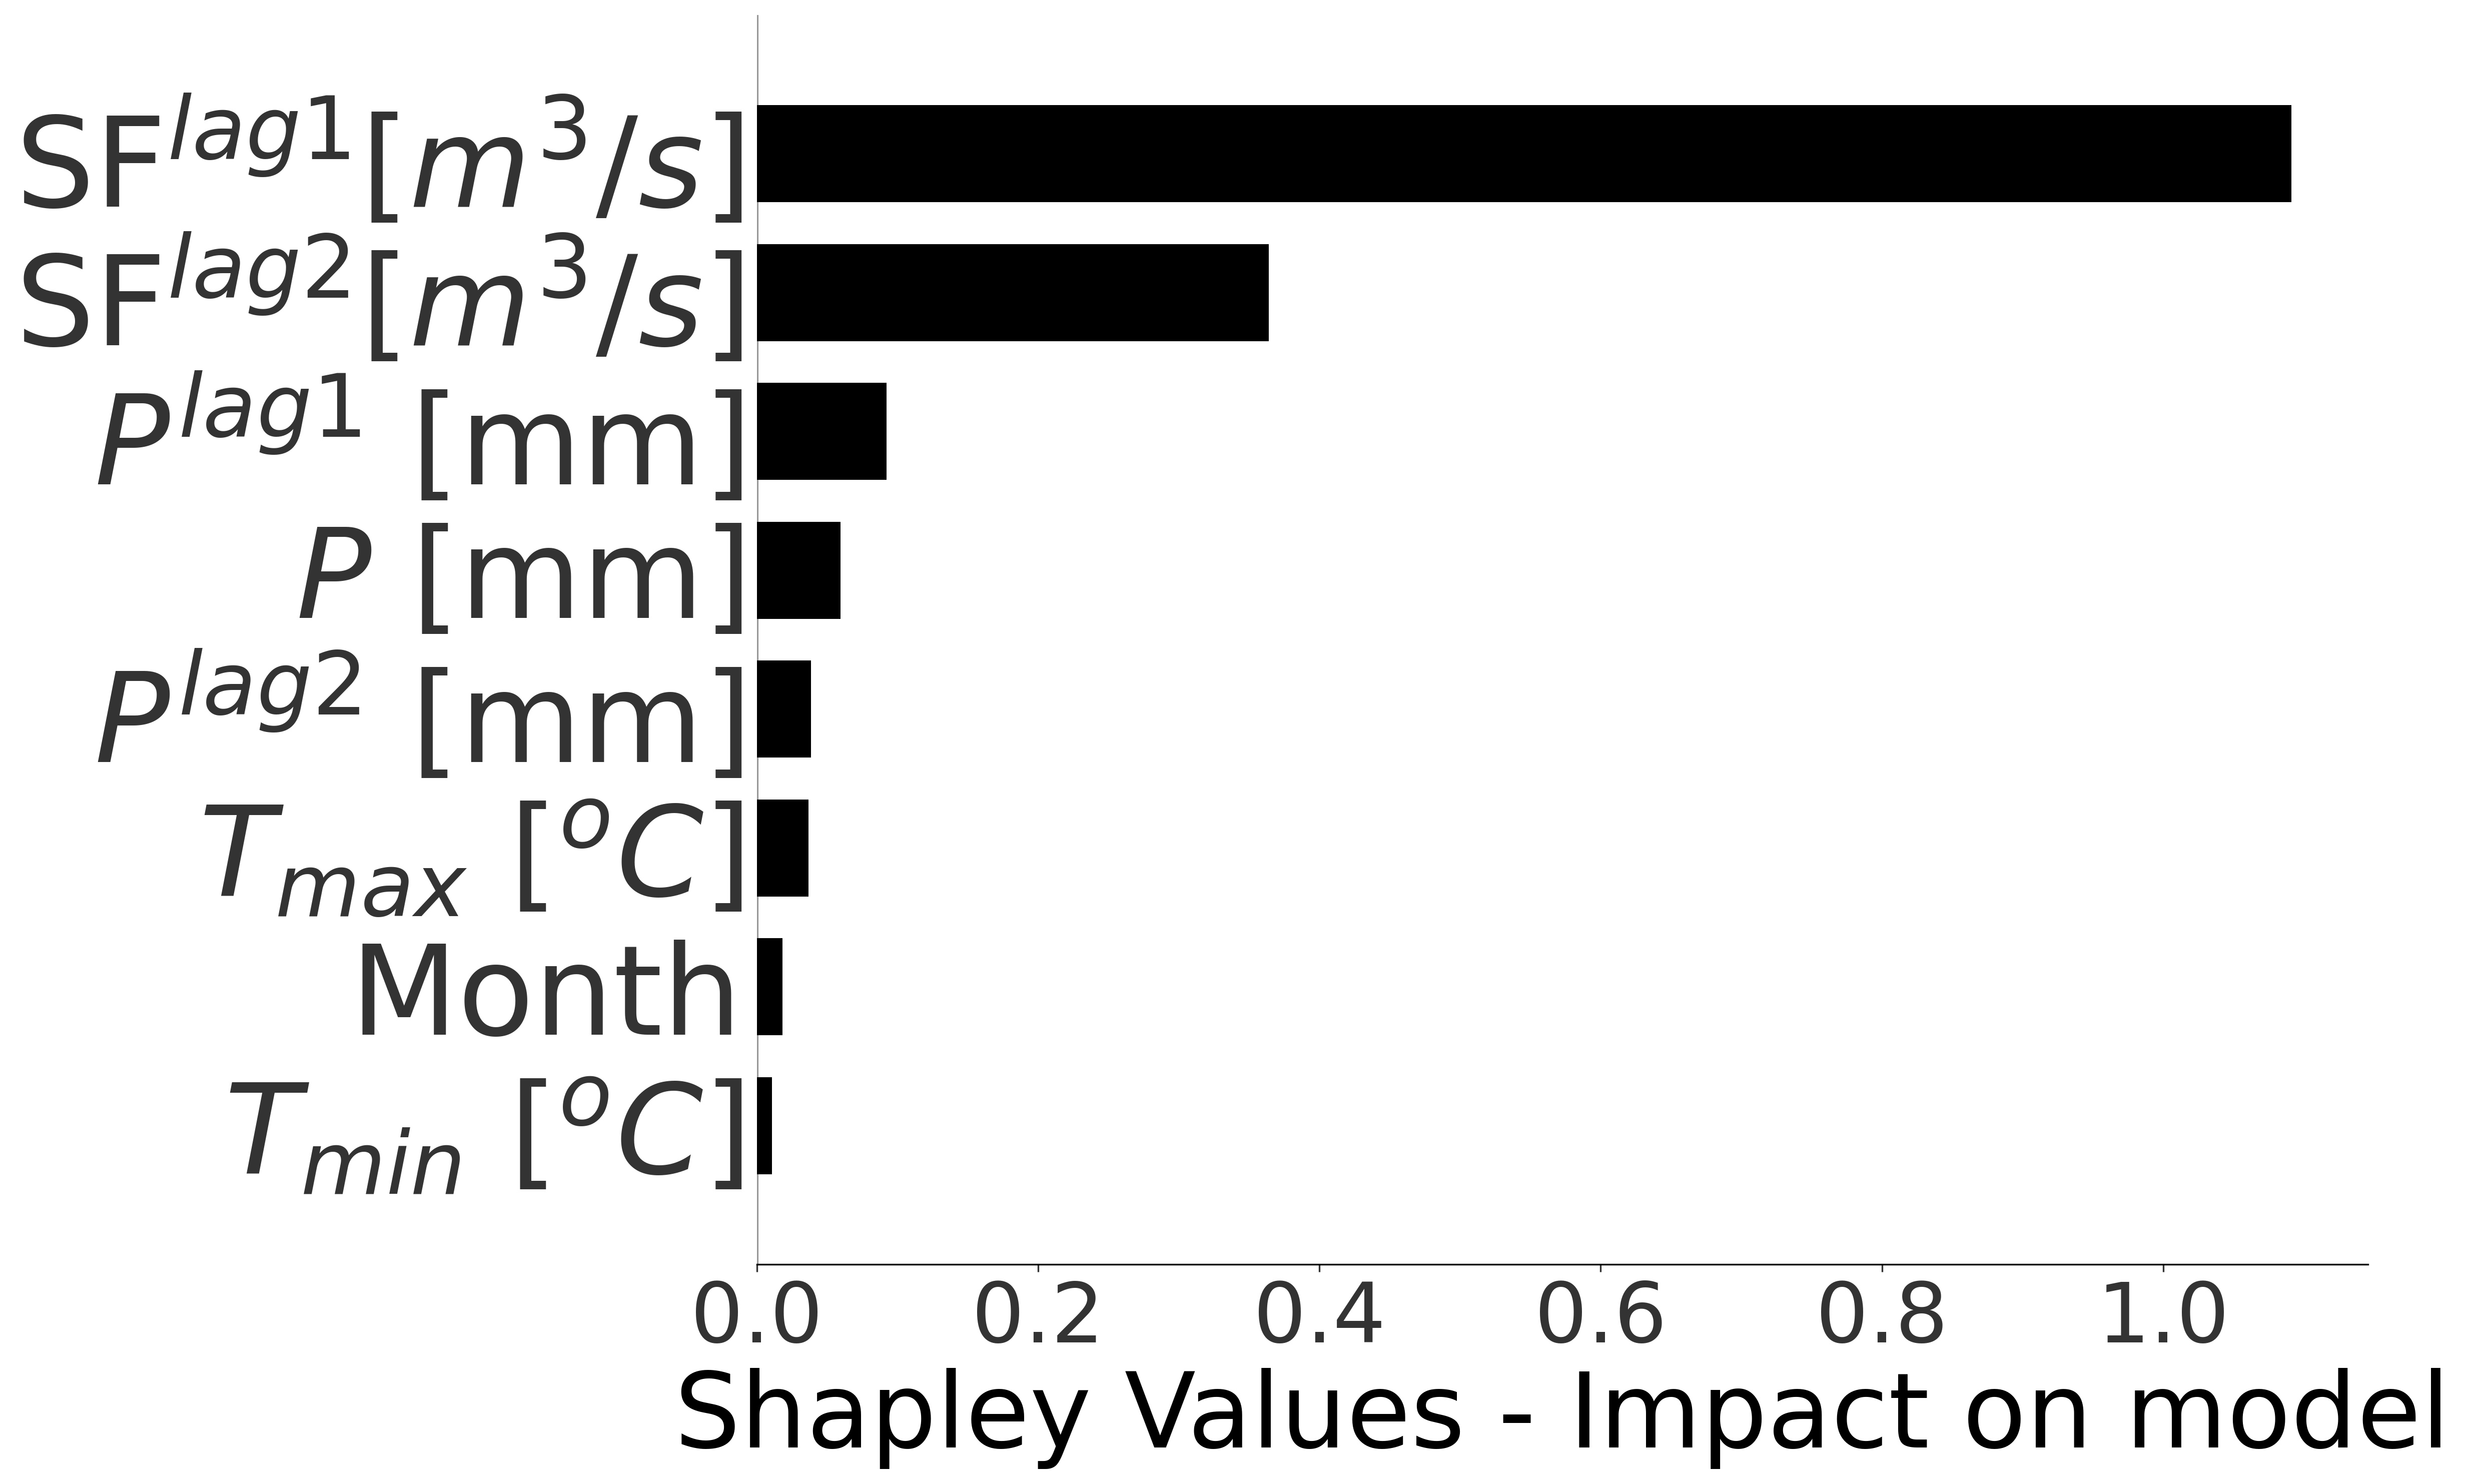 SF^lag1[m^3/s]
SF^lag2[m^3/s]
P^lag1 [mm]
P [mm]
P^lag2 [mm]
T_max [^oC]
Month
T_min [^oC]
0.0 0.2 0.4 0.6 0.8 1.0
Shapley Values - Impact on model